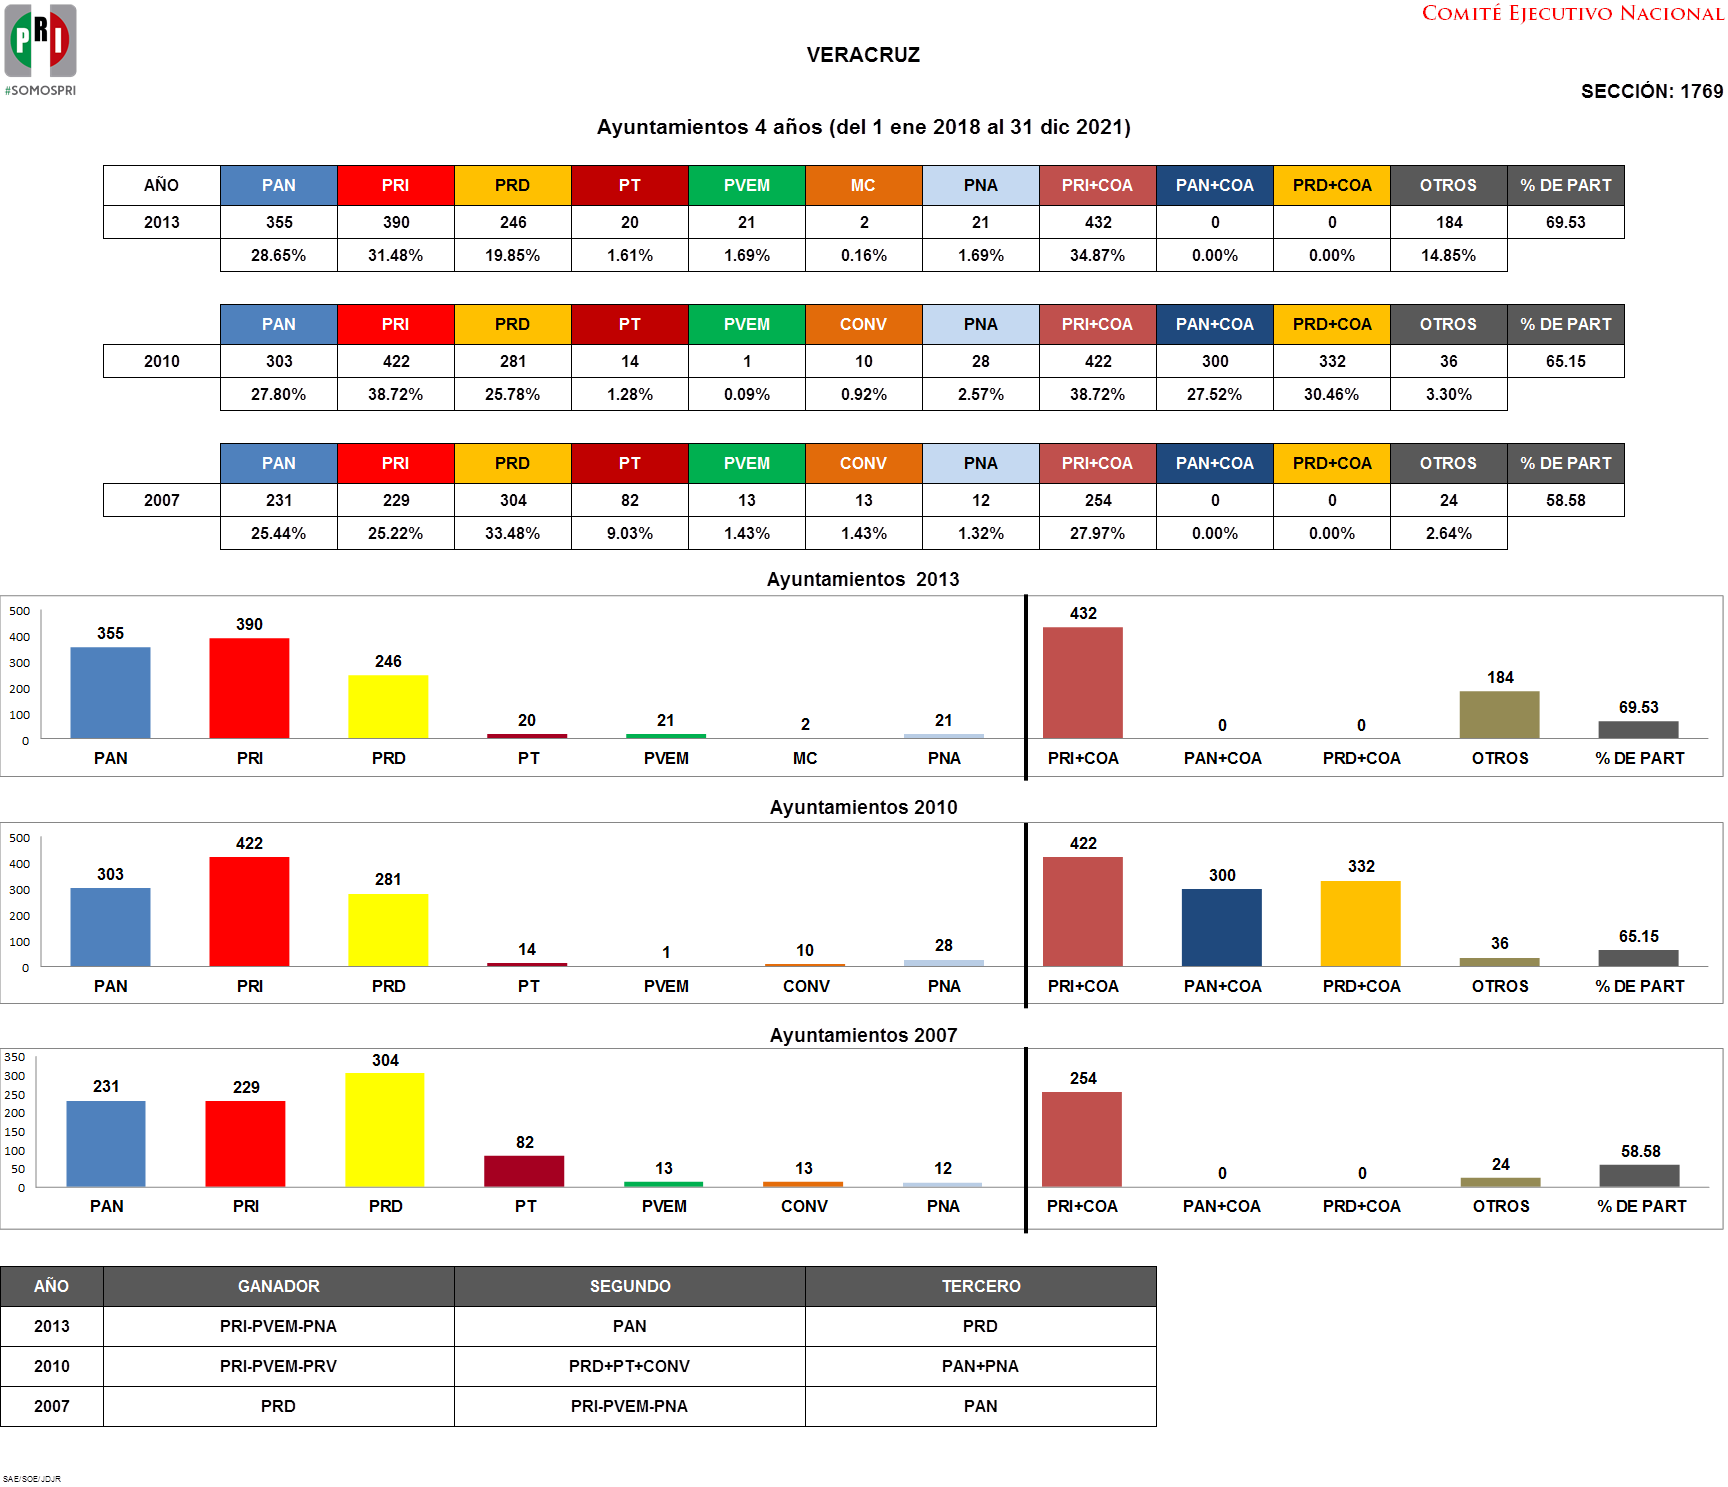 PRI
#SOMOSPRI
COMITÉ EJECUTIVO NACIONAL
VERACRUZ
SECCIÓN: 1769
Ayuntamientos 4 años (del 1 ene 2018 al 31 dic 2021)
AÑO PAN PRI PRD PT PVEM MC PNA PRI+COA PAN+COA PRD+COA OTROS % DE PART
2013 355 390 246 20 21 2 21 432 0 0 184 69.53
28.65% 31.48% 19.85% 1.61% 1.69% 0.16% 1.69% 34.87% 0.00% 0.00% 14.85%
PAN PRI PRD PT PVEM CONV PNA PRI+COA PAN+COA PRD+COA OTROS % DE PART
2010 303 422 281 14 1 10 28 422 300 332 36 65.15
27.80% 38.72% 25.78% 1.28% 0.09% 0.92% 2.57% 38.72% 27.52% 30.46% 3.30%
PAN PRI PRD PT PVEM CONV PNA PRI+COA PAN+COA PRD+COA OTROS % DE PART
2007 231 229 304 82 13 13 12 254 0 0 24 58.58
25.44% 25.22% 33.48% 9.03% 1.43% 1.43% 1.32% 27.97% 0.00% 0.00% 2.64%
Ayuntamientos 2013
500
400
300
200
100
0
355 390 246 20 21 2 21 432 0 0 184 69.53
PAN PRI PRD PT PVEM MC PNA PRI+COA PAN+COA PRD+COA OTROS % DE PART
Ayuntamientos 2010
500
400
300
200
100
0
303 422 281 14 1 10 28 422 300 332 36 65.15
PAN PRI PRD PT PVEM CONV PNA PRI+COA PAN+COA PRD+COA OTROS % DE PART
Ayuntamientos 2007
350
300
250
200
150
100
50
0
231 229 304 82 13 13 12 254 0 0 24 58.58
PAN PRI PRD PT PVEM CONV PNA PRI+COA PAN+COA PRD+COA OTROS % DE PART
AÑO GANADOR SEGUNDO TERCERO
2013 PRI-PVEM-PNA PAN PRD
2010 PRI-PVEM-PRV PRD+PT+CONV PAN+PNA
2007 PRD PRI-PVEM-PNA PAN
SAE/SOE/JDJR